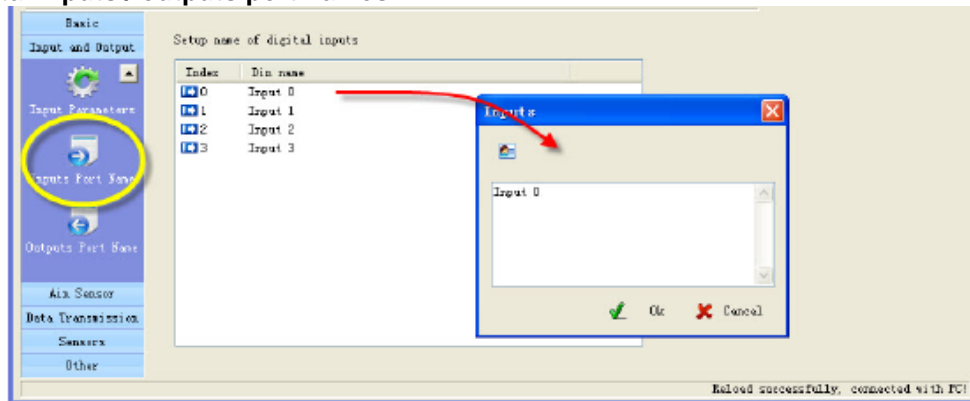 Basic
Input and Output
Setup name of digital inputs
Index Din name
0 Input 0
1 Input 1
2 Input 2
3 Input 3
Input Parameters
Inputs Port Name
Outputs Port Name
Ain Sensor
Data Transmission
Sensors
Other
Inputs
Input 0
Ok Cancel
Reload successfully, connected with PC!